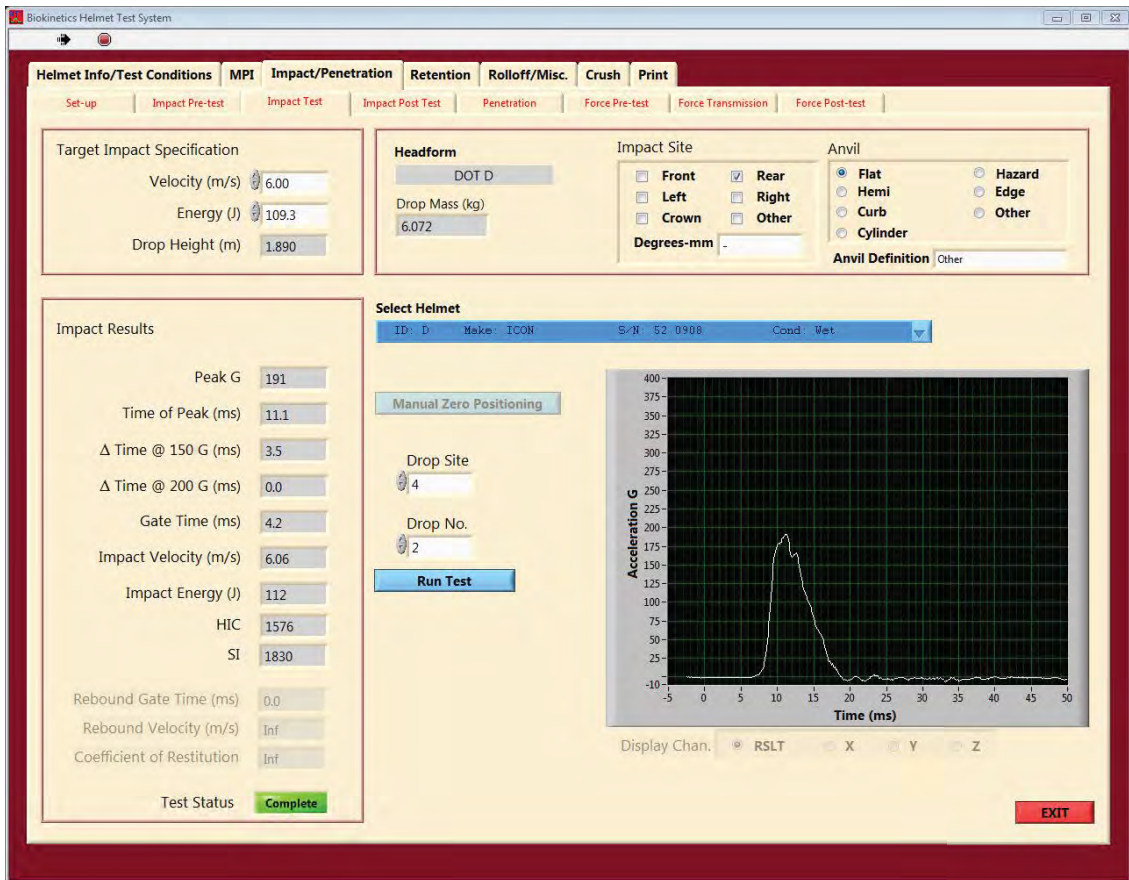 Biokinetics Helmet Test System
Helmet Info/Test Conditions MPI Impact/Penetration Retention Rolloff/Misc. Crush Print
Set-up Impact Pre-test Impact Test Impact Post Test Penetration Force Pre-test Force Transmission Force Post-test
Target Impact Specification
Velocity (m/s) 6.00
Energy (J) 109.3
Drop Height (m) 1.890
Headform
DOT D
Drop Mass (kg)
6.072
Impact Site
Front Rear
Left Right
Crown Other
Degrees-mm -
Anvil
Flat Hazard
Hemi Edge
Curb Other
Cylinder
Anvil Definition Other
Select Helmet
ID: D Make: ICON S/N: 52 0908 Cond: Wet
Impact Results
Peak G 191
Time of Peak (ms) 11.1
Δ Time @ 150 G (ms) 3.5
Δ Time @ 200 G (ms) 0.0
Gate Time (ms) 4.2
Impact Velocity (m/s) 6.06
Impact Energy (J) 112
HIC 1576
SI 1830
Rebound Gate Time (ms) 0.0
Rebound Velocity (m/s) Inf
Coefficient of Restitution Inf
Test Status Complete
Manual Zero Positioning
Drop Site
4
Drop No.
2
Run Test
Acceleration G
400
375
350
325
300
275
250
225
200
175
150
125
100
75
50
25
-10
-5 0 5 10 15 20 25 30 35 40 45 50
Time (ms)
Display Chan. RSLT X Y Z
EXIT